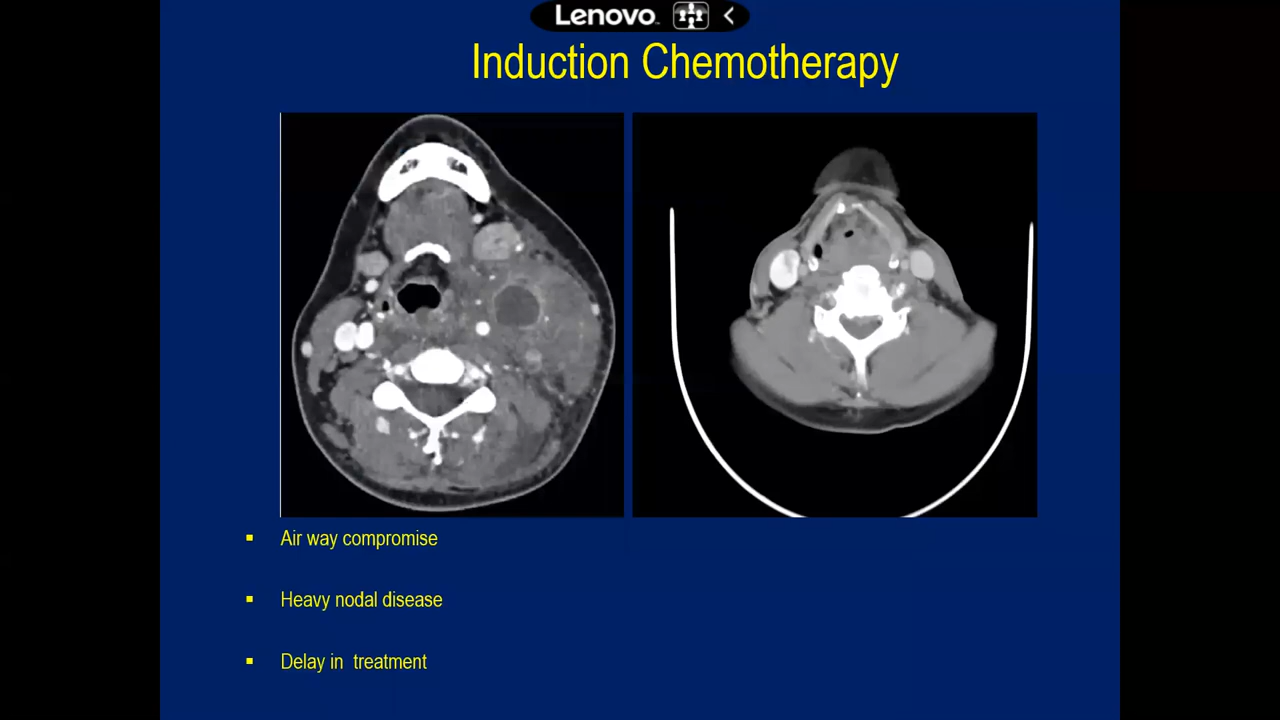 Lenovo
Induction Chemotherapy
Air way compromise
Heavy nodal disease
Delay in treatment